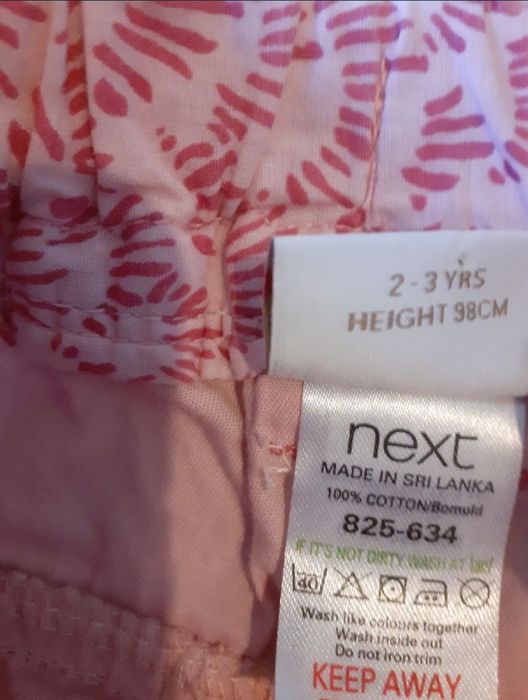 2 - 3 YRS
HEIGHT 98CM
next
MADE IN SRI LANKA
100% COTTON/Bomuld
825-634
IF IT'S NOT DIRTY WASH AT
40
Wash like colours together
Wash inside out
Do not iron trim
KEEP AWAY